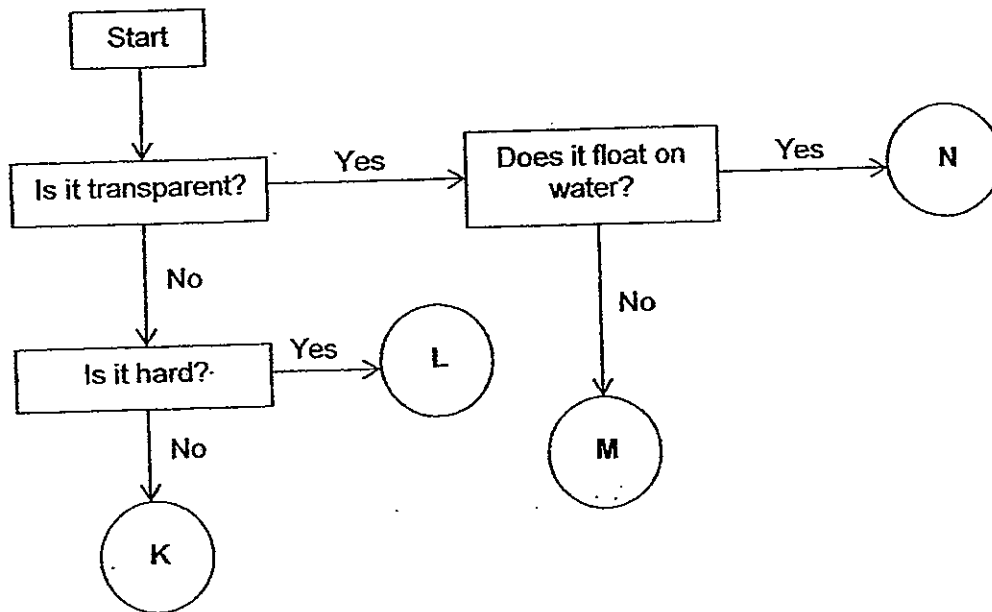 Start
Is it transparent?
Yes
Does it float on
water?
Yes
N
No
No
Is it hard?
Yes
L
M
No
K